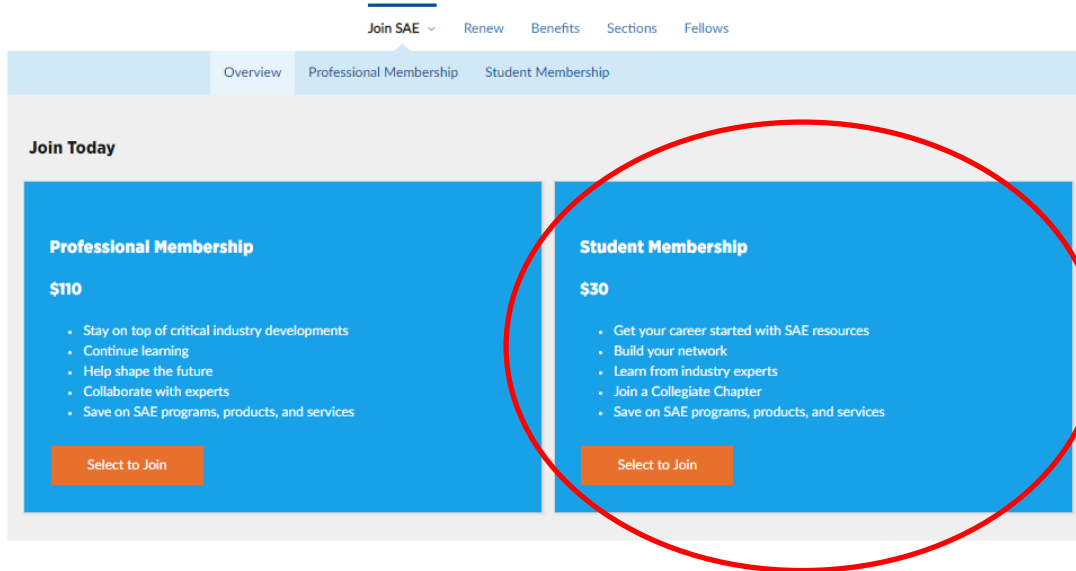 Join SAE Renew Benefits Sections Fellows
Overview Professional Membership Student Membership
Join Today
Professional Membership
$110
• Stay on top of critical industry developments
• Continue learning
• Help shape the future
• Collaborate with experts
• Save on SAE programs, products, and services
Select to Join
Student Membership
$30
• Get your career started with SAE resources
• Build your network
• Learn from industry experts
• Join a Collegiate Chapter
• Save on SAE programs, products, and services
Select to Join